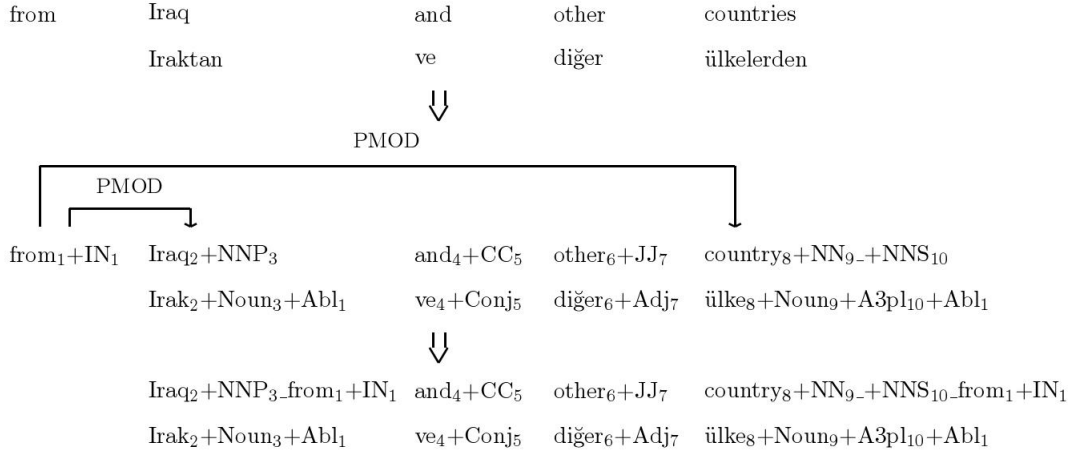 from Iraq and other countries
Iraktan ve diğer ülkelerden
PMOD
PMOD
from₁+IN₁ Iraq₂+NNP₃ and₄+CC₅ other₆+JJ₇ country₈+NN₉_+NNS₁₀
Irak₂+Noun₃+Abl₁ ve₄+Conj₅ diğer₆+Adj₇ ülke₈+Noun₉+A3pl₁₀+Abl₁
Iraq₂+NNP₃_from₁+IN₁ and₄+CC₅ other₆+JJ₇ country₈+NN₉_+NNS₁₀_from₁+IN₁
Irak₂+Noun₃+Abl₁ ve₄+Conj₅ diğer₆+Adj₇ ülke₈+Noun₉+A3pl₁₀+Abl₁